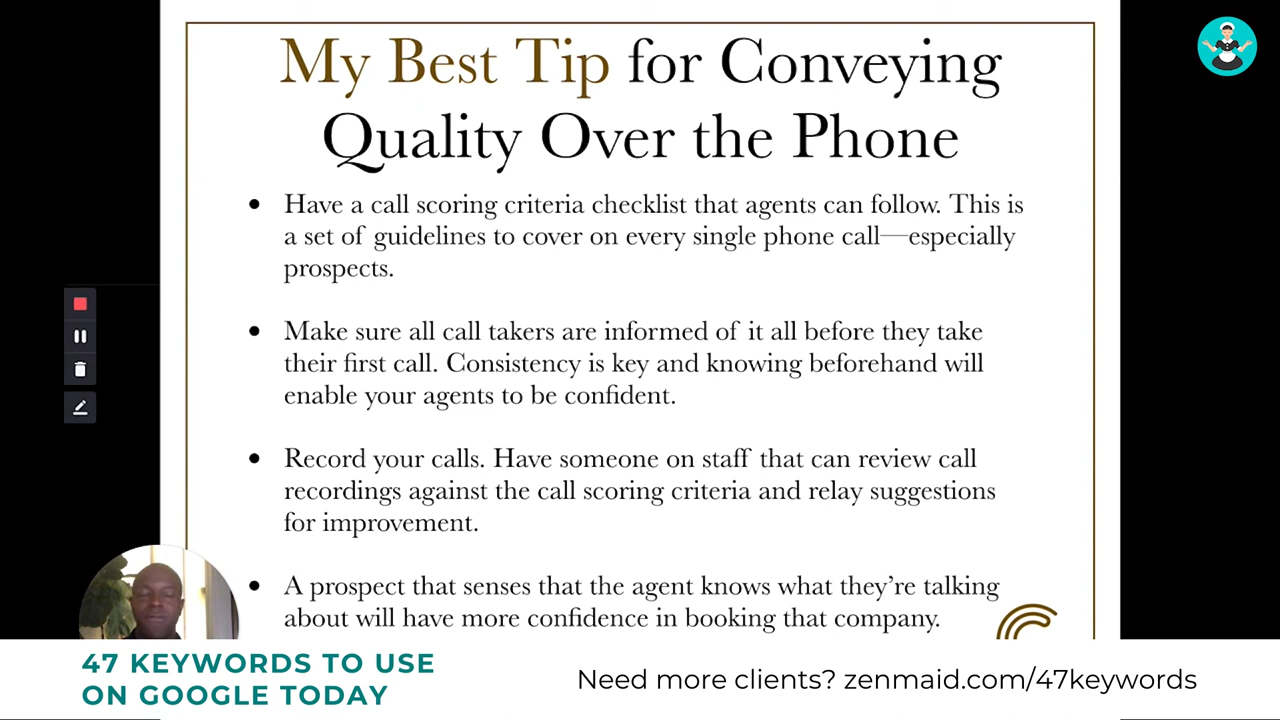 My Best Tip for Conveying
Quality Over the Phone
• Have a call scoring criteria checklist that agents can follow. This is
a set of guidelines to cover on every single phone call—especially
prospects.
• Make sure all call takers are informed of it all before they take
their first call. Consistency is key and knowing beforehand will
enable your agents to be confident.
• Record your calls. Have someone on staff that can review call
recordings against the call scoring criteria and relay suggestions
for improvement.
• A prospect that senses that the agent knows what they’re talking
about will have more confidence in booking that company.
47 KEYWORDS TO USE
ON GOOGLE TODAY
Need more clients? zenmaid.com/47keywords